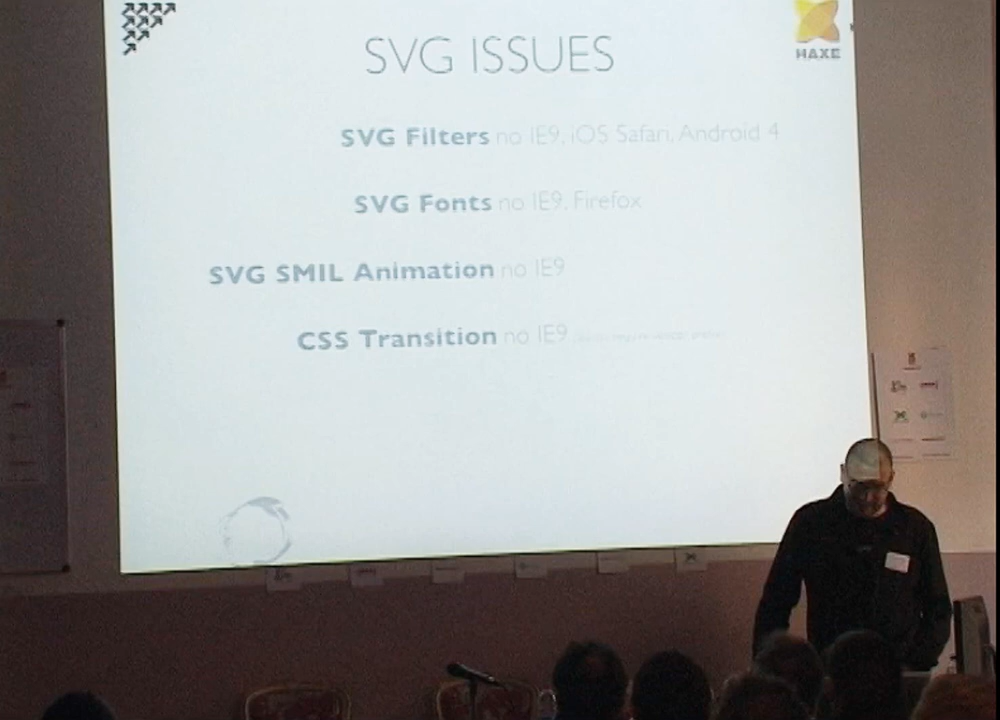 SVG ISSUES
HAXE
SVG Filters no IE9, iOS Safari, Android 4
SVG Fonts no IE9, Firefox
SVG SMIL Animation no IE9
CSS Transition no IE9